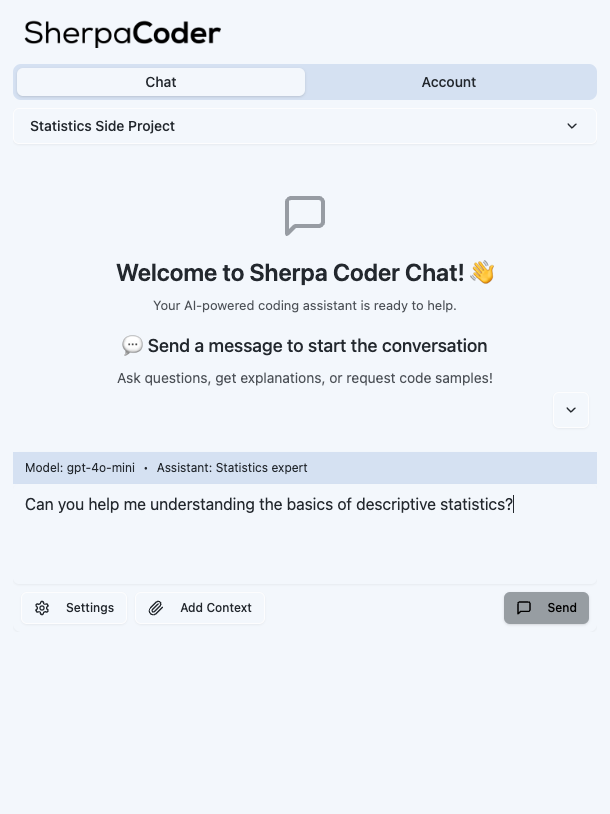 SherpaCoder
Chat
Account
Statistics Side Project
Welcome to Sherpa Coder Chat! 👋
Your AI-powered coding assistant is ready to help.
💬 Send a message to start the conversation
Ask questions, get explanations, or request code samples!
Model: gpt-4o-mini • Assistant: Statistics expert
Can you help me understanding the basics of descriptive statistics?
Settings
Add Context
Send